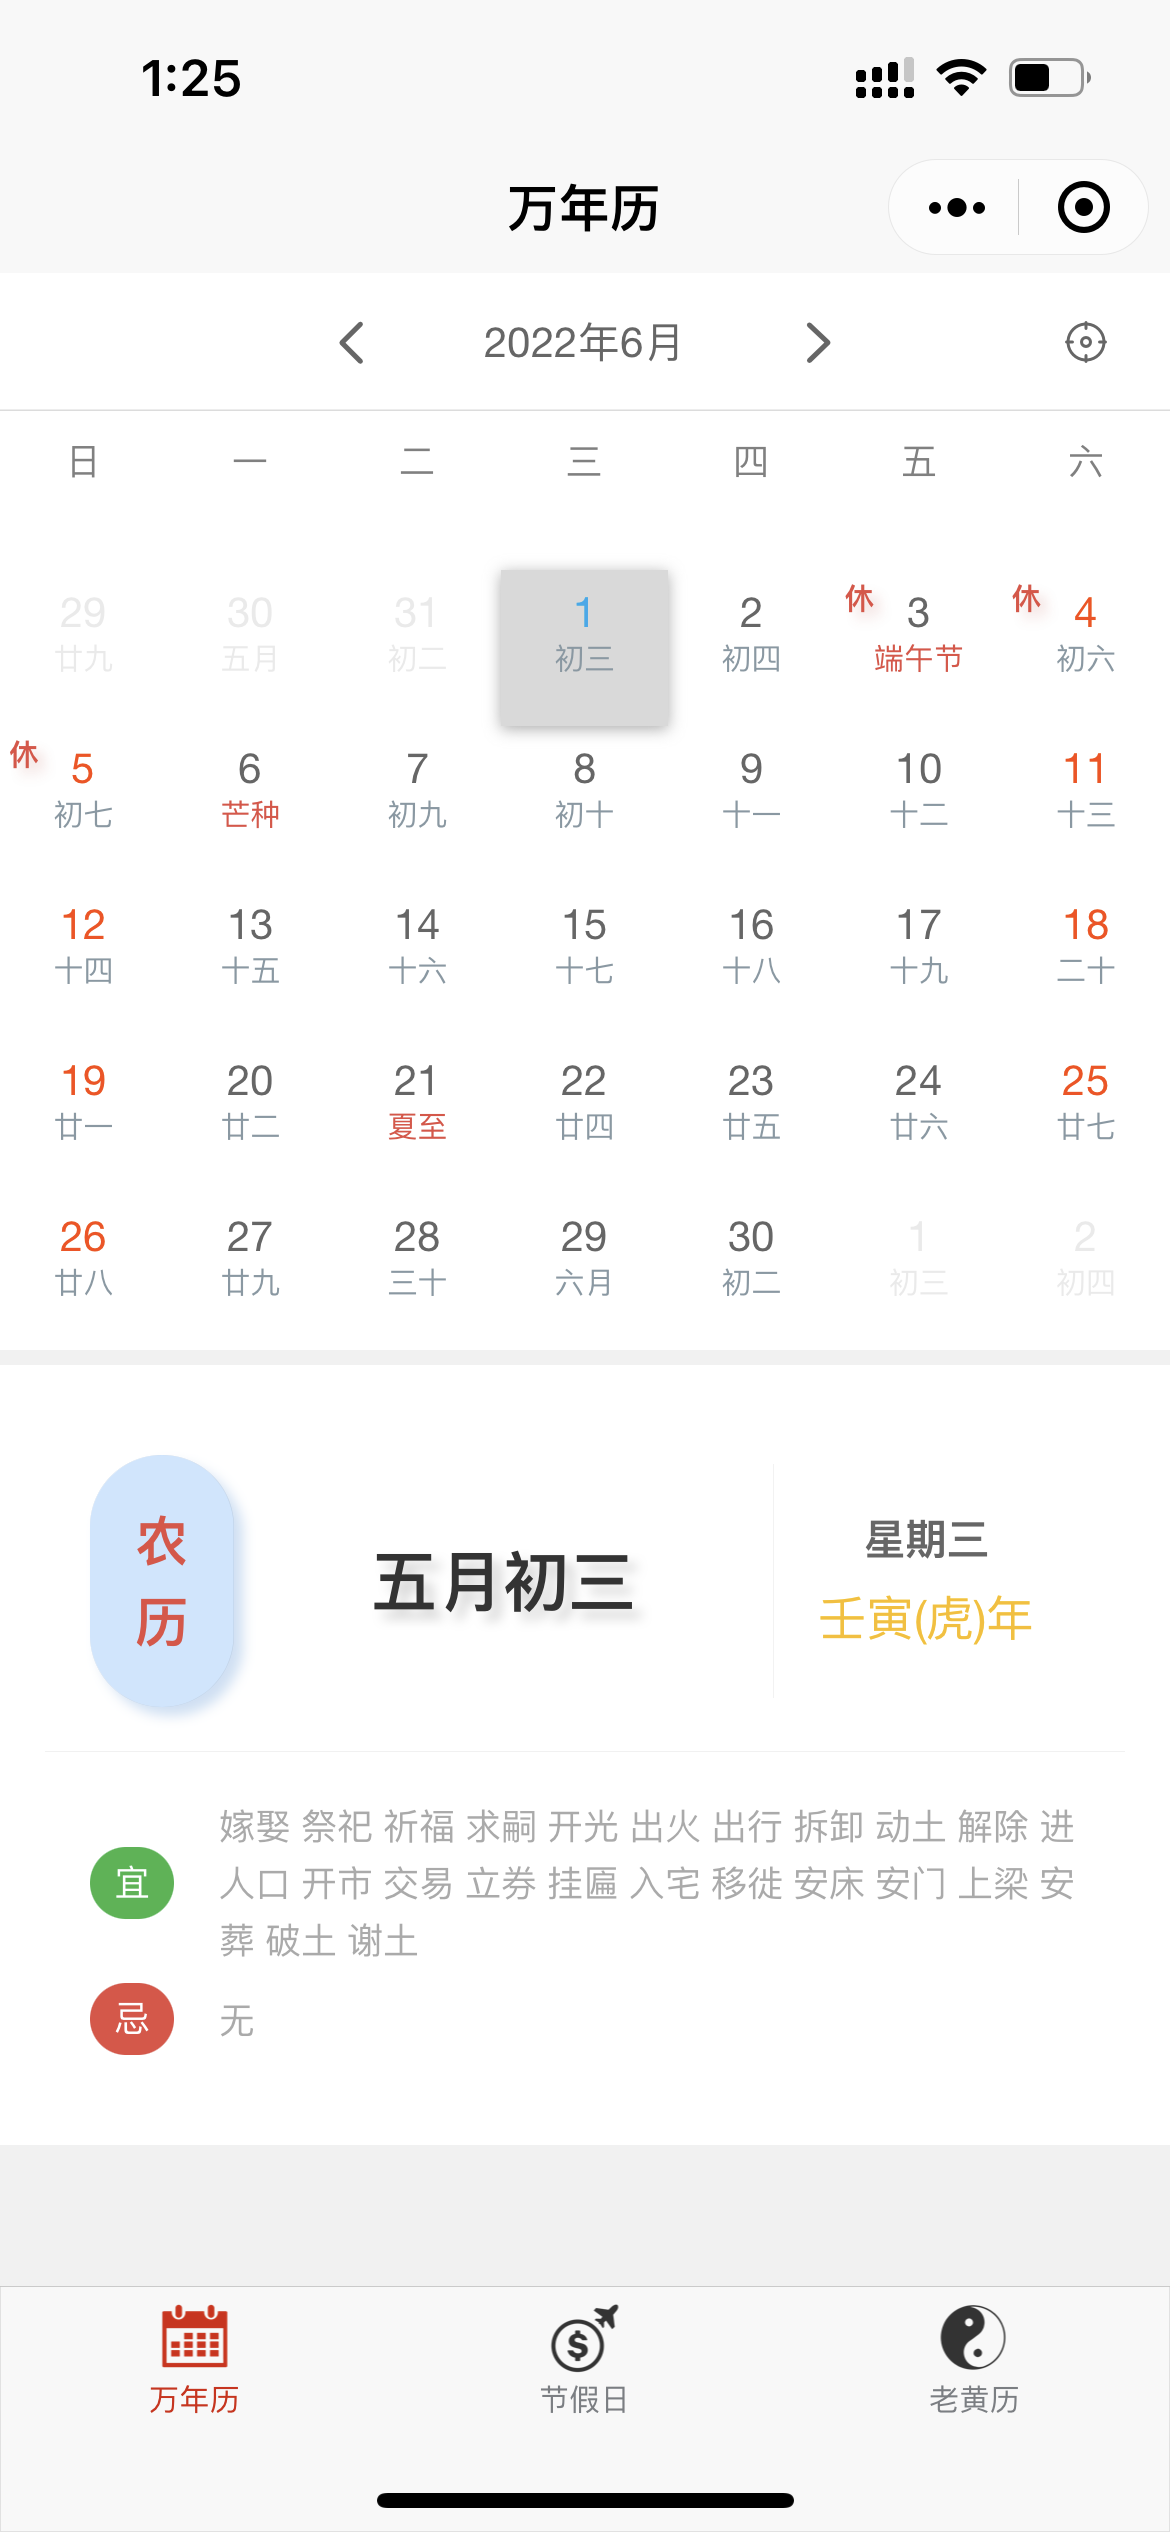 1:25
万年历
2022年6月
日 一 二 三 四 五 六
29 30 31 1 2 休 3 休 4
廿九 五月 初二 初三 初四 端午节 初六
休 5 6 7 8 9 10 11
初七 芒种 初九 初十 十一 十二 十三
12 13 14 15 16 17 18
十四 十五 十六 十七 十八 十九 二十
19 20 21 22 23 24 25
廿一 廿二 夏至 廿四 廿五 廿六 廿七
26 27 28 29 30 1 2
廿八 廿九 三十 六月 初二 初三 初四
农历
五月初三
星期三
壬寅(虎)年
宜
嫁娶 祭祀 祈福 求嗣 开光 出火 出行 拆卸 动土 解除 进
人口 开市 交易 立券 挂匾 入宅 移徙 安床 安门 上梁 安
葬 破土 谢土
忌 无
万年历 节假日 老黄历